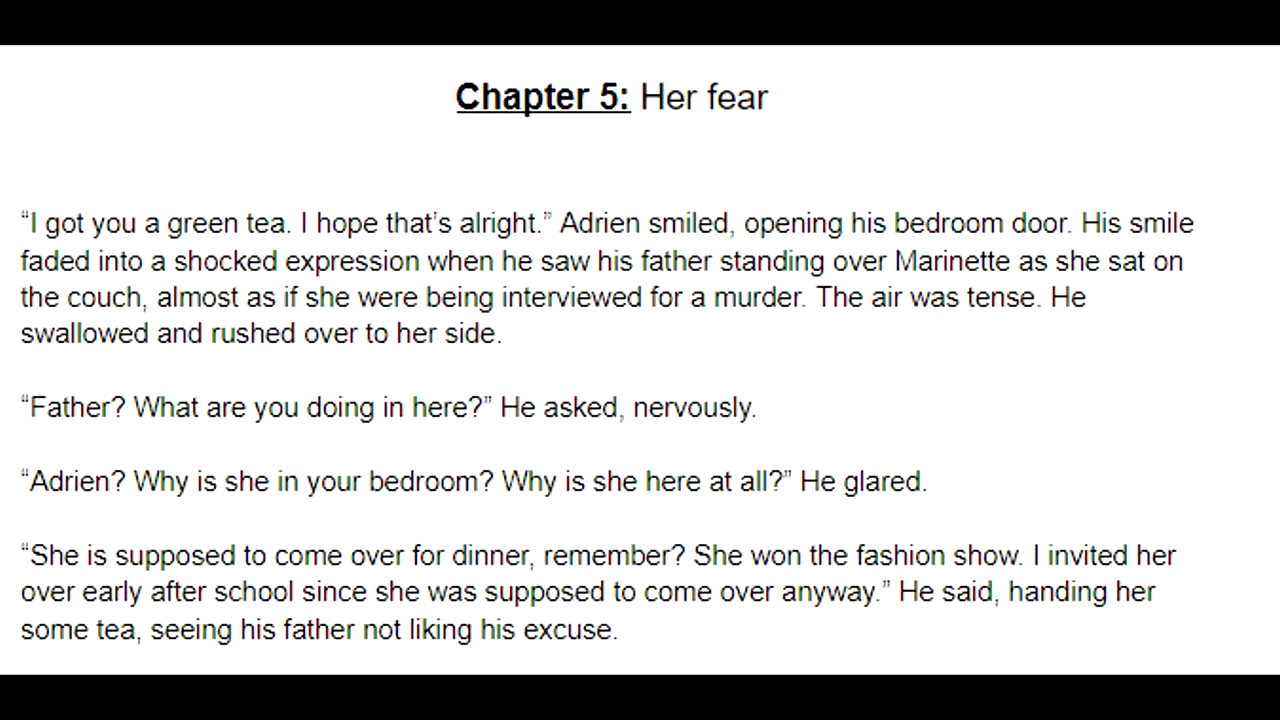 Chapter 5: Her fear
“I got you a green tea. I hope that’s alright.” Adrien smiled, opening his bedroom door. His smile
faded into a shocked expression when he saw his father standing over Marinette as she sat on
the couch, almost as if she were being interviewed for a murder. The air was tense. He
swallowed and rushed over to her side.
“Father? What are you doing in here?” He asked, nervously.
“Adrien? Why is she in your bedroom? Why is she here at all?” He glared.
“She is supposed to come over for dinner, remember? She won the fashion show. I invited her
over early after school since she was supposed to come over anyway.” He said, handing her
some tea, seeing his father not liking his excuse.